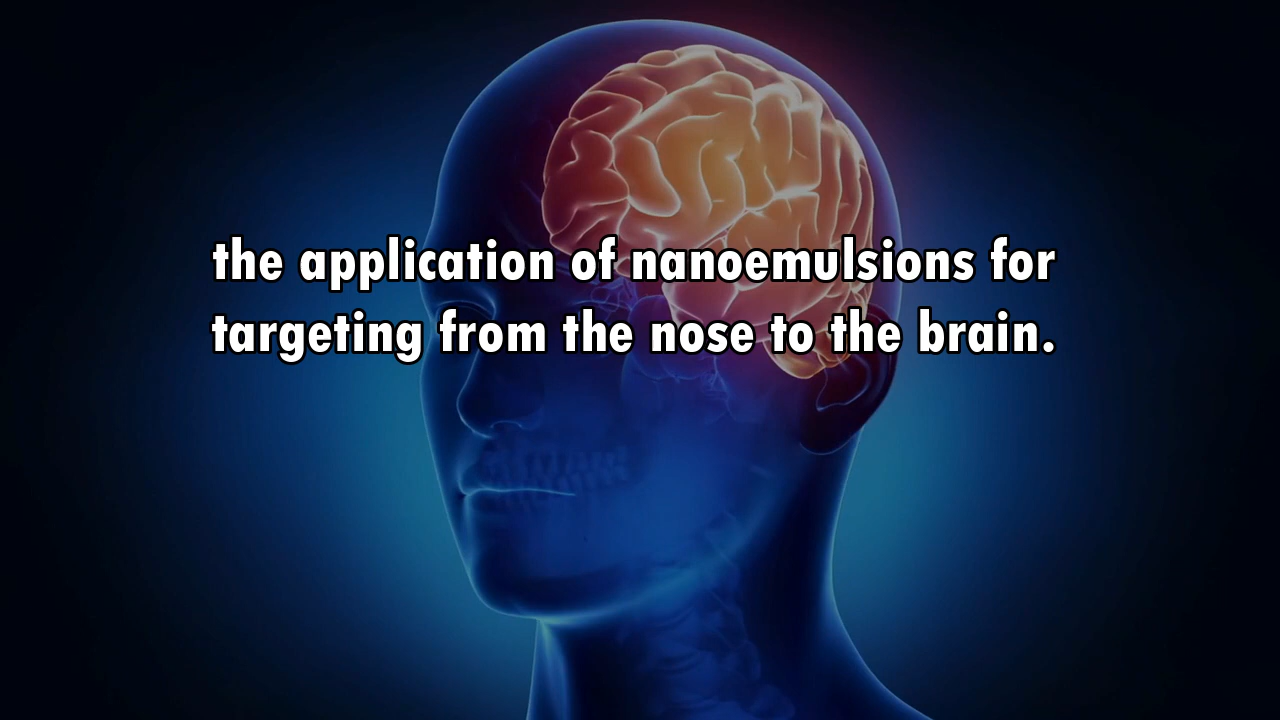 the application of nanoemulsions for
targeting from the nose to the brain.